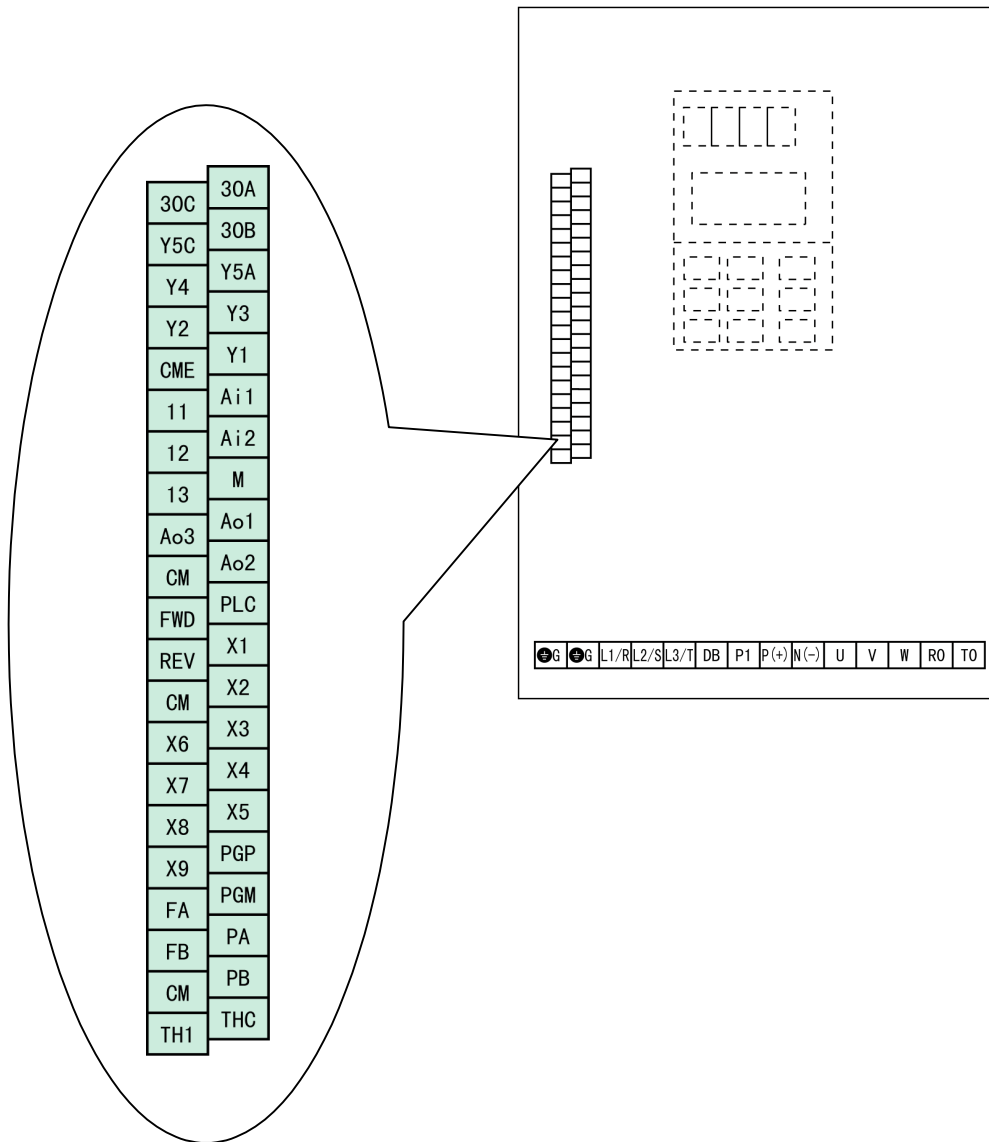 30C
Y5C
Y4
Y2
CME
11
12
13
Ao3
CM
FWD
REV
CM
X6
X7
X8
X9
FA
FB
CM
TH1
30A
30B
Y5A
Y3
Y1
Ai1
Ai2
M
Ao1
Ao2
PLC
X1
X2
X3
X4
X5
PGP
PGM
PA
PB
THC
G G L1/R L2/S L3/T DB P1 P(+) N(-) U V W R0 T0